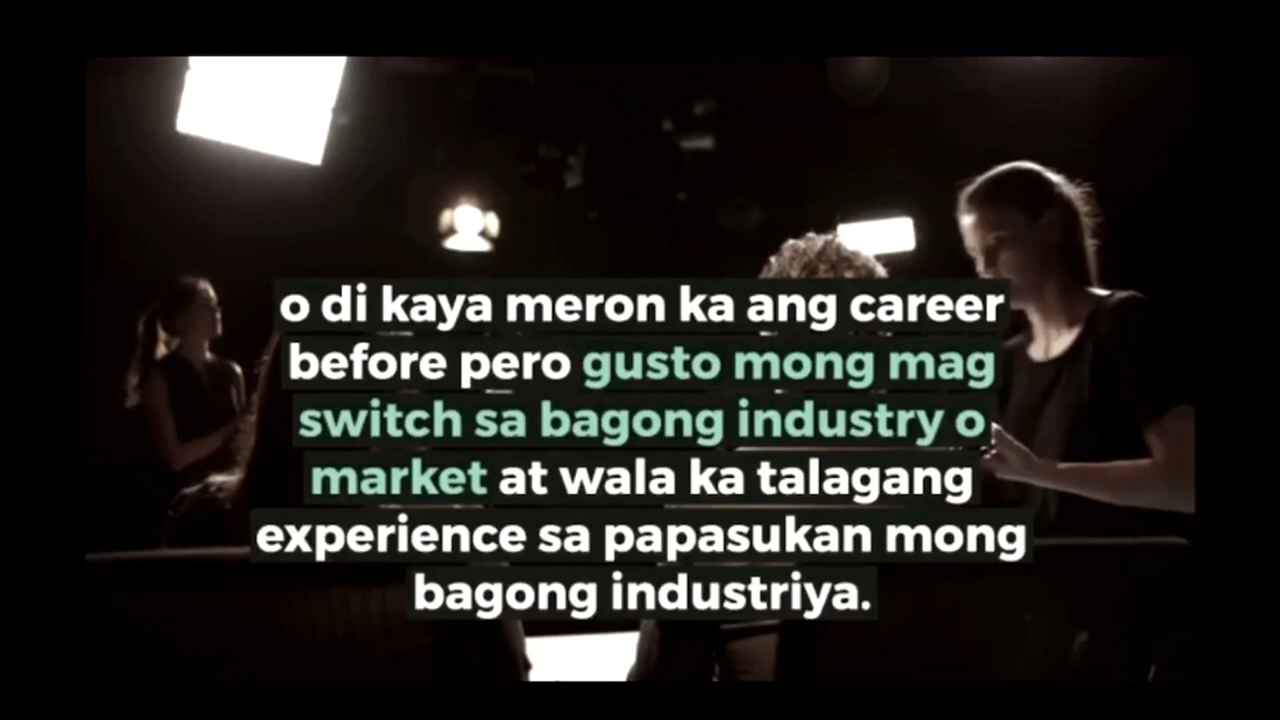 o di kaya meron ka ang career
before pero gusto mong mag
switch sa bagong industry o
market at wala ka talagang
experience sa papasukan mong
bagong industriya.